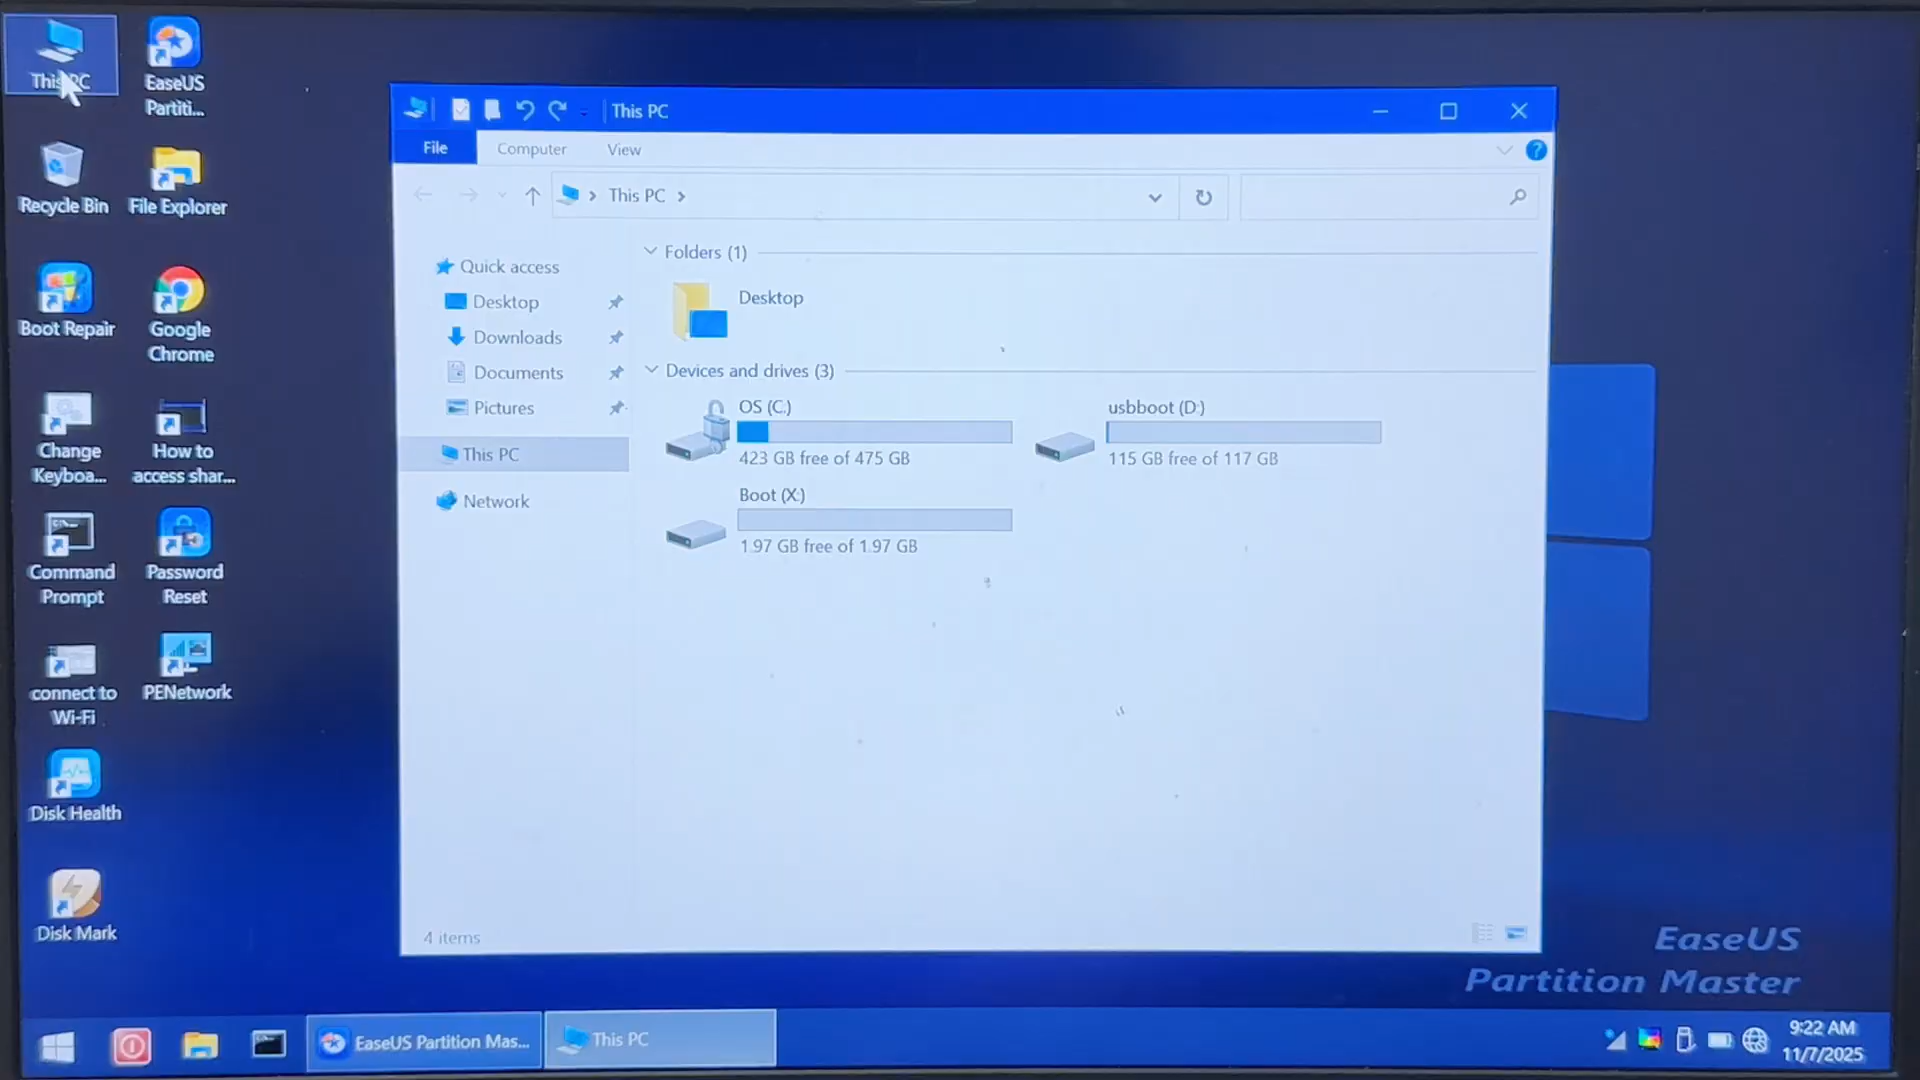 This PC
EaseUS
Partiti...
Recycle Bin
File Explorer
Boot Repair
Google
Chrome
Change
Keyboa...
How to
access shar...
Command
Prompt
Password
Reset
connect to
Wi-Fi
PENetwork
Disk Health
Disk Mark
This PC
File
Computer
View
?
This PC
Quick access
Desktop
Downloads
Documents
Pictures
This PC
Network
Folders (1)
Desktop
Devices and drives (3)
OS (C:)
423 GB free of 475 GB
usbboot (D:)
115 GB free of 117 GB
Boot (X:)
1.97 GB free of 1.97 GB
4 items
EaseUS
Partition Master
EaseUS Partition Mas...
This PC
9:22 AM
11/7/2025